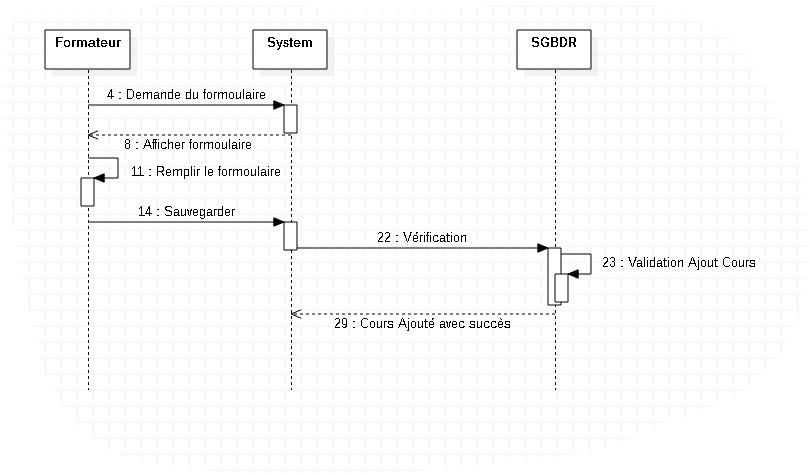 Formateur
System
SGBDR
4 : Demande du formoulaire
8 : Afficher formoulaire
11 : Remplir le formoulaire
14 : Sauvegarder
22 : Vérification
23 : Validation Ajout Cours
29 : Cours Ajouté avec succès